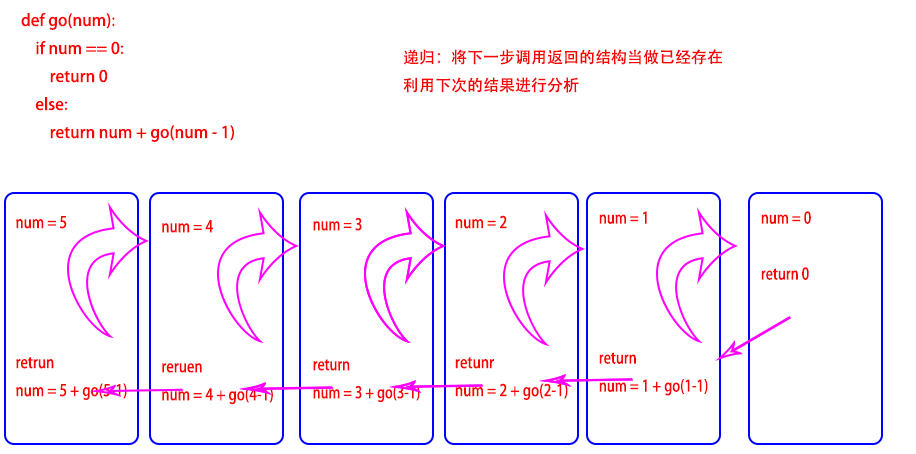 def go(num):
if num == 0:
return 0
else:
return num + go(num - 1)
递归：将下一步调用返回的结构当做已经存在
利用下次的结果进行分析
num = 5
retrun
num = 5 + go(5-1)
num = 4
reruen
num = 4 + go(4-1)
num = 3
return
num = 3 + go(3-1)
num = 2
retunr
num = 2 + go(2-1)
num = 1
return
num = 1 + go(1-1)
num = 0
return 0